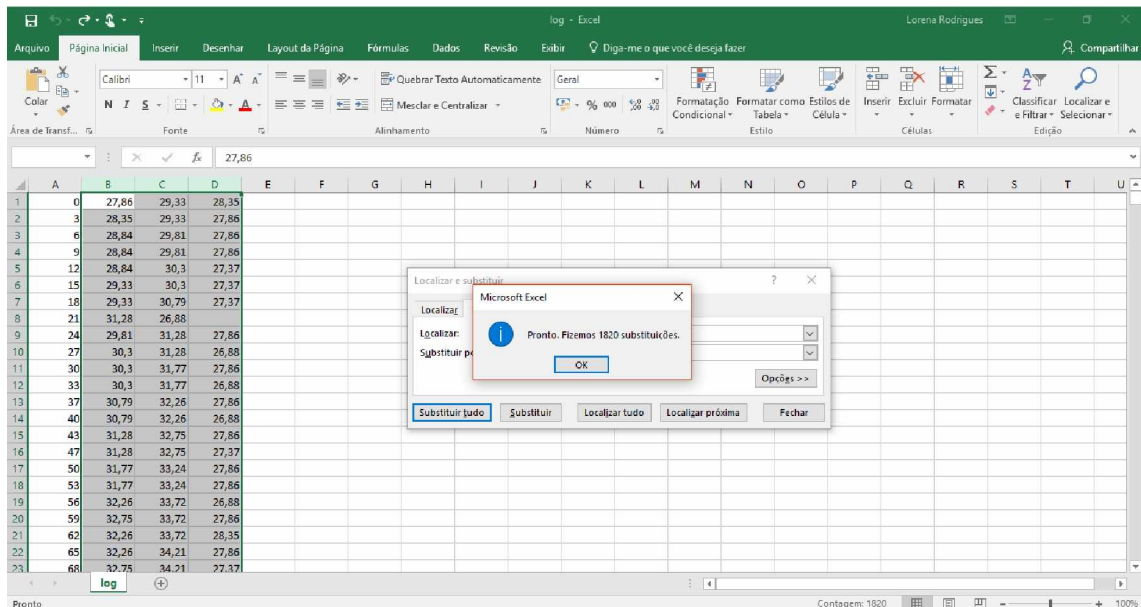 log - Excel
Lorena Rodrigues
Arquivo Página Inicial Inserir Desenhar Layout da Página Fórmulas Dados Revisão Exibir Diga-me o que você deseja fazer Compartilhar
Colar
Calibri 11
N I S
Quebrar Texto Automaticamente
Mesclar e Centralizar
Geral
% 000
Formatação Condicional
Formatar como Tabela
Estilos de Célula
Inserir Excluir Formatar
Classificar e Filtrar
Localizar e Selecionar
Área de Transf... Fonte Alinhamento Número Estilo Células Edição
fx 27,86
A B C D E F G H I J K L M N O P Q R S T U
1 0 27,86 29,33 28,35
2 3 28,35 29,33 27,86
3 6 28,84 29,81 27,86
4 9 28,84 29,81 27,86
5 12 28,84 30,3 27,37
6 15 29,33 30,3 27,37
7 18 29,33 30,79 27,37
8 21 31,28 26,88
9 24 29,81 31,28 27,86
10 27 30,3 31,28 26,88
11 30 30,3 31,77 27,86
12 33 30,3 31,77 26,88
13 37 30,79 32,26 27,86
14 40 30,79 32,26 26,88
15 43 31,28 32,75 27,86
16 47 31,28 32,75 27,37
17 50 31,77 33,24 27,86
18 53 31,77 33,24 27,86
19 56 32,26 33,72 26,88
20 59 32,75 33,72 27,86
21 62 32,26 33,72 28,35
22 65 32,26 34,21 27,86
23 68 32,75 34,21 27,37
Localizar e substituir ?
Localizar
Localizar:
Substituir
Microsoft Excel
Pronto. Fizemos 1820 substituições.
OK
Opções >>
Substituir tudo Substituir Localizar tudo Localizar próxima Fechar
log
Pronto
Contagem: 1820
100%